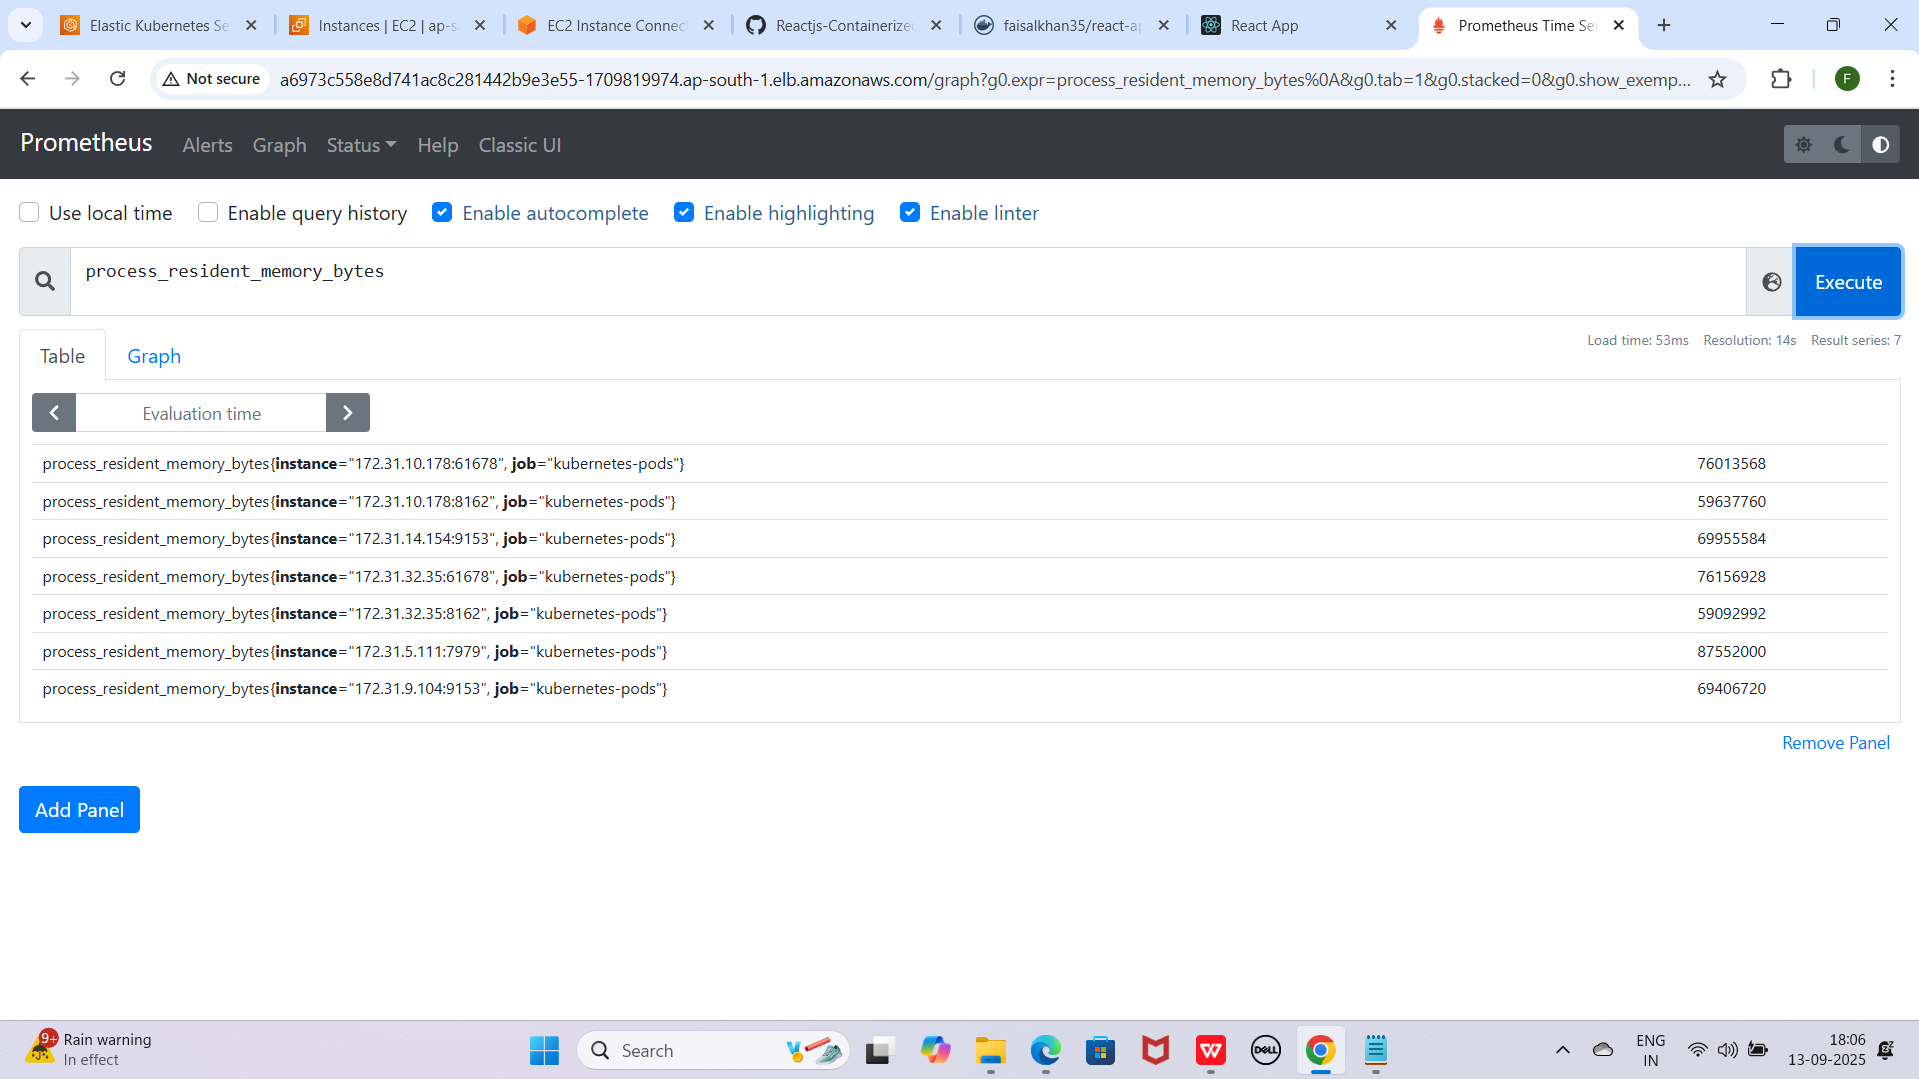 Elastic Kubernetes Se
Instances | EC2 | ap-s
EC2 Instance Connect
Reactjs-Containerized
faisalkhan35/react-ap
React App
Prometheus Time Ser
Not secure
a6973c558e8d741ac8c281442b9e3e55-1709819974.ap-south-1.elb.amazonaws.com/graph?g0.expr=process_resident_memory_bytes%0A&g0.tab=1&g0.stacked=0&g0.show_exemp...
F
Prometheus Alerts Graph Status Help Classic UI
Use local time Enable query history Enable autocomplete Enable highlighting Enable linter
process_resident_memory_bytes
Execute
Table Graph
Load time: 53ms Resolution: 14s Result series: 7
Evaluation time
process_resident_memory_bytes{instance="172.31.10.178:61678", job="kubernetes-pods"} 76013568
process_resident_memory_bytes{instance="172.31.10.178:8162", job="kubernetes-pods"} 59637760
process_resident_memory_bytes{instance="172.31.14.154:9153", job="kubernetes-pods"} 69955584
process_resident_memory_bytes{instance="172.31.32.35:61678", job="kubernetes-pods"} 76156928
process_resident_memory_bytes{instance="172.31.32.35:8162", job="kubernetes-pods"} 59092992
process_resident_memory_bytes{instance="172.31.5.111:7979", job="kubernetes-pods"} 87552000
process_resident_memory_bytes{instance="172.31.9.104:9153", job="kubernetes-pods"} 69406720
Remove Panel
Add Panel
9+
Rain warning
In effect
Search
W
DELL
ENG
IN
18:06
13-09-2025